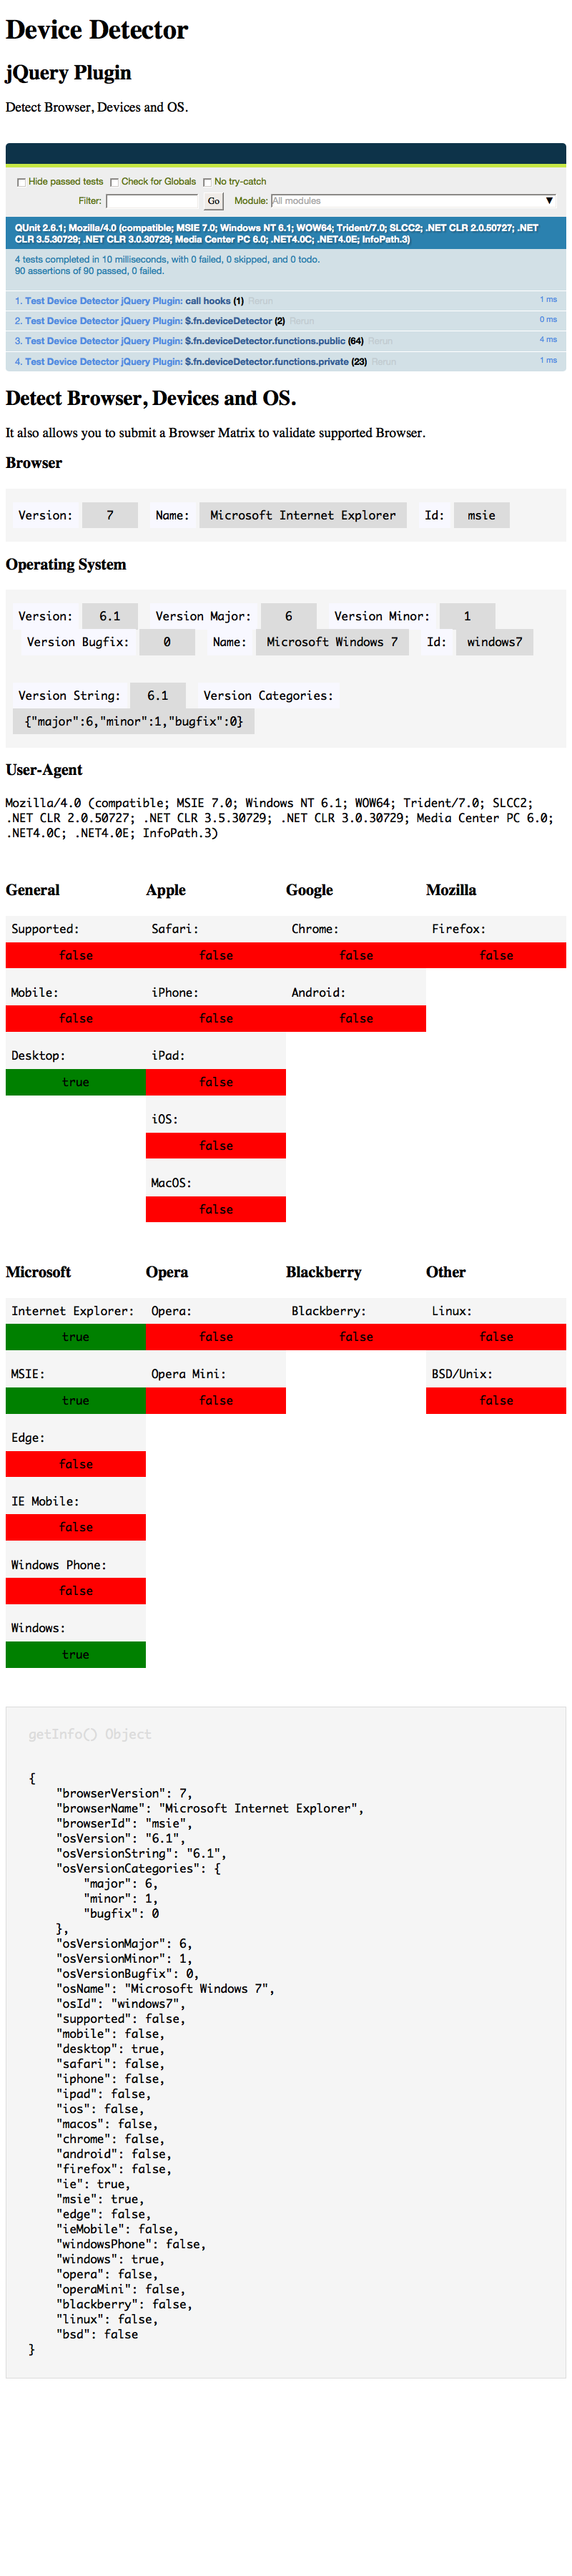 Device Detector
jQuery Plugin
Detect Browser, Devices and OS.
Hide passed tests Check for Globals No try-catch
Filter: Go Module: All modules ▼
QUnit 2.6.1; Mozilla/4.0 (compatible; MSIE 7.0; Windows NT 6.1; WOW64; Trident/7.0; SLCC2; .NET CLR 2.0.50727; .NET
CLR 3.5.30729; .NET CLR 3.0.30729; Media Center PC 6.0; .NET4.0C; .NET4.0E; InfoPath.3)
4 tests completed in 10 milliseconds, with 0 failed, 0 skipped, and 0 todo.
90 assertions of 90 passed, 0 failed.
1. Test Device Detector jQuery Plugin: call hooks (1) Rerun 1 ms
2. Test Device Detector jQuery Plugin: $.fn.deviceDetector (2) Rerun 0 ms
3. Test Device Detector jQuery Plugin: $.fn.deviceDetector.functions.public (64) Rerun 4 ms
4. Test Device Detector jQuery Plugin: $.fn.deviceDetector.functions.private (23) Rerun 1 ms
Detect Browser, Devices and OS.
It also allows you to submit a Browser Matrix to validate supported Browser.
Browser
Version: 7 Name: Microsoft Internet Explorer Id: msie
Operating System
Version: 6.1 Version Major: 6 Version Minor: 1
Version Bugfix: 0 Name: Microsoft Windows 7 Id: windows7
Version String: 6.1 Version Categories:
{"major":6,"minor":1,"bugfix":0}
User-Agent
Mozilla/4.0 (compatible; MSIE 7.0; Windows NT 6.1; WOW64; Trident/7.0; SLCC2;
.NET CLR 2.0.50727; .NET CLR 3.5.30729; .NET CLR 3.0.30729; Media Center PC 6.0;
.NET4.0C; .NET4.0E; InfoPath.3)
General Apple Google Mozilla
Supported: Safari: Chrome: Firefox:
false false false false
Mobile: iPhone: Android:
false false false
Desktop: iPad:
true false
iOS:
false
MacOS:
false
Microsoft Opera Blackberry Other
Internet Explorer: Opera: Blackberry: Linux:
true false false false
MSIE: Opera Mini: BSD/Unix:
true false false
Edge:
false
IE Mobile:
false
Windows Phone:
false
Windows:
true
getInfo() Object
{
"browserVersion": 7,
"browserName": "Microsoft Internet Explorer",
"browserId": "msie",
"osVersion": "6.1",
"osVersionString": "6.1",
"osVersionCategories": {
"major": 6,
"minor": 1,
"bugfix": 0
},
"osVersionMajor": 6,
"osVersionMinor": 1,
"osVersionBugfix": 0,
"osName": "Microsoft Windows 7",
"osId": "windows7",
"supported": false,
"mobile": false,
"desktop": true,
"safari": false,
"iphone": false,
"ipad": false,
"ios": false,
"macos": false,
"chrome": false,
"android": false,
"firefox": false,
"ie": true,
"msie": true,
"edge": false,
"ieMobile": false,
"windowsPhone": false,
"windows": true,
"opera": false,
"operaMini": false,
"blackberry": false,
"linux": false,
"bsd": false
}